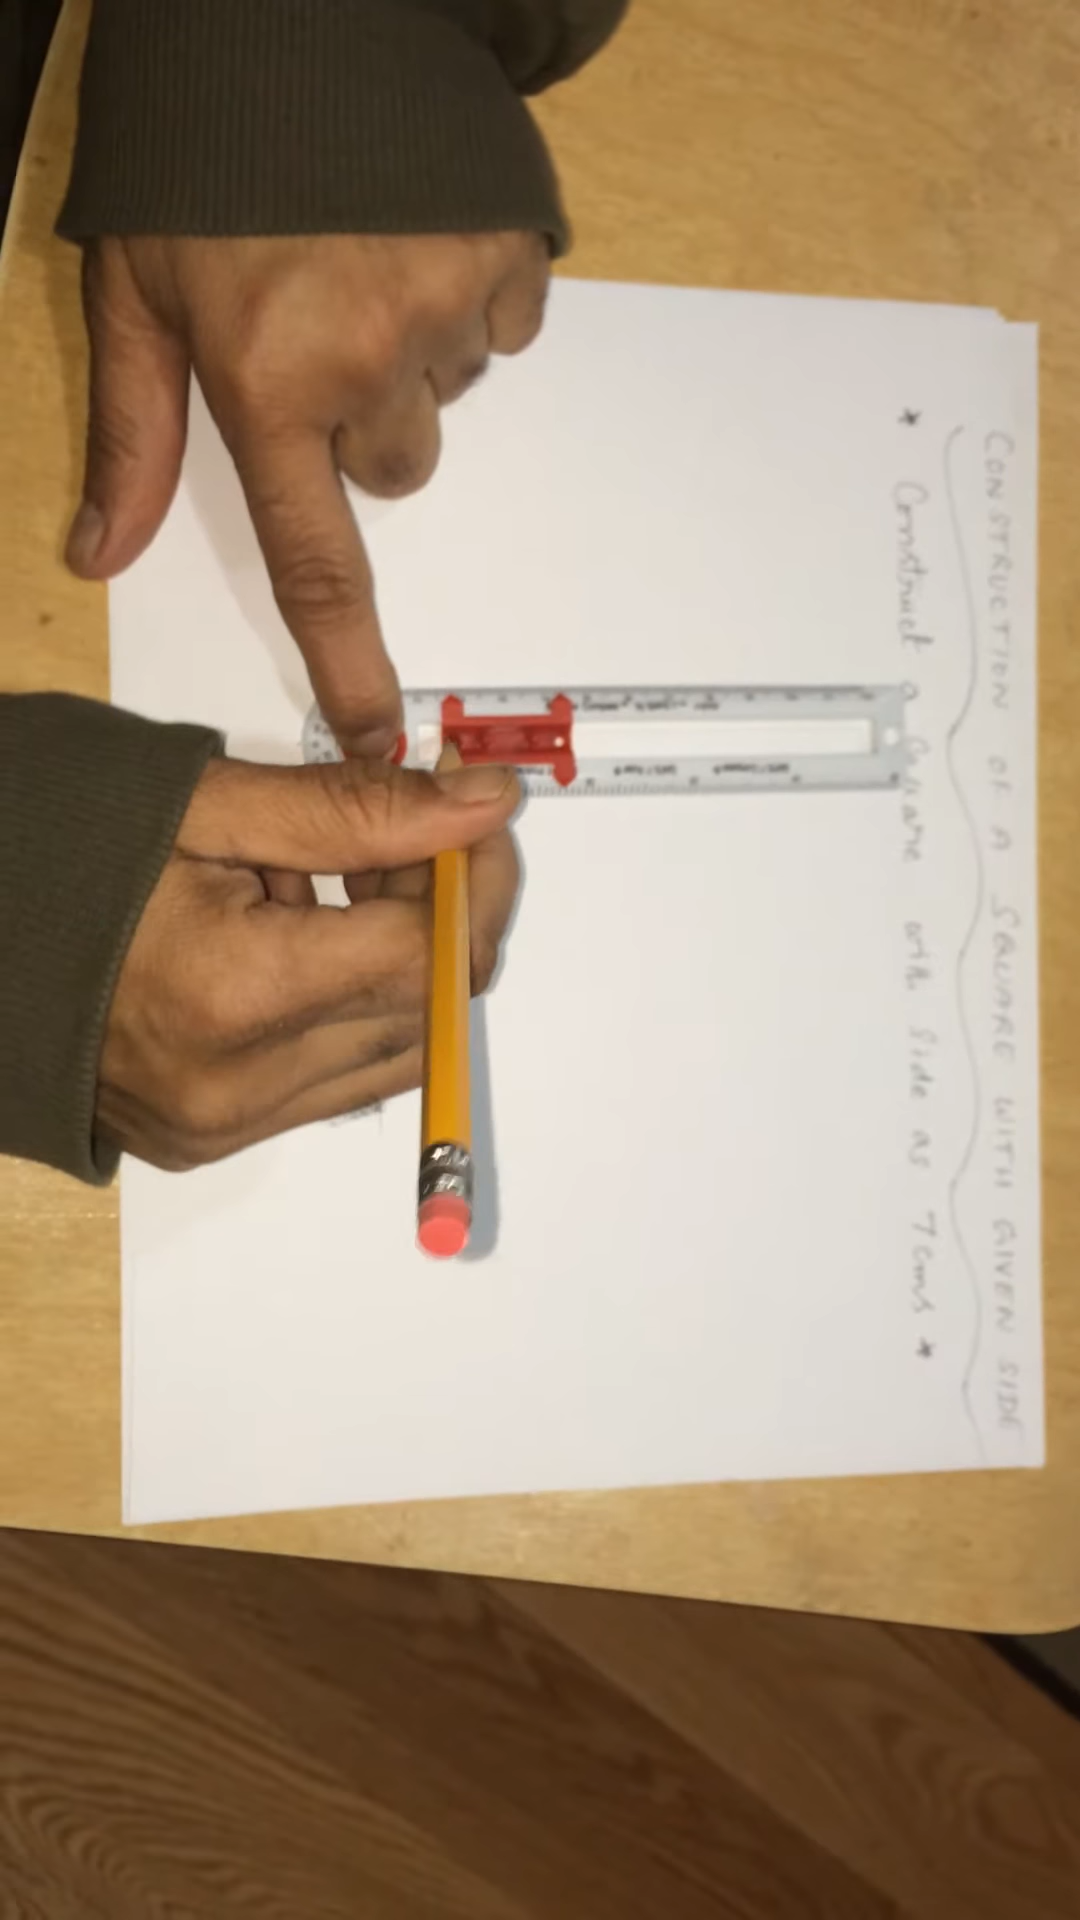 CONSTRUCTION OF A SQUARE WITH GIVEN SIDE
* Construct a Square with side as 7cms *